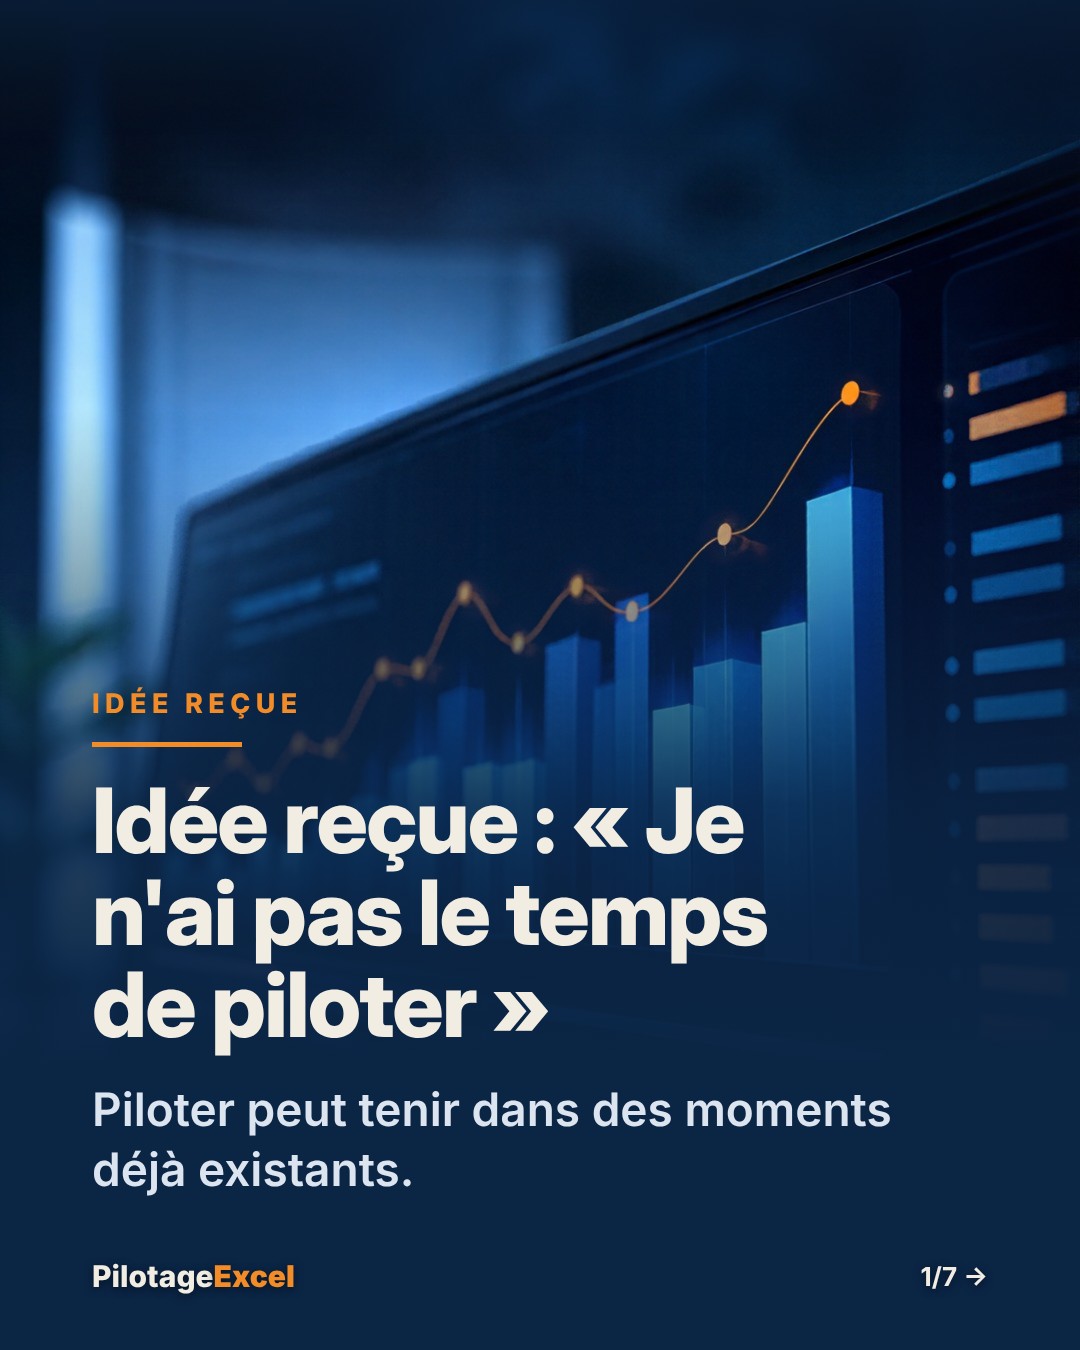 IDÉE REÇUE
Idée reçue : « Je
n'ai pas le temps
de piloter »
Piloter peut tenir dans des moments
déjà existants.
PilotageExcel
1/7 →